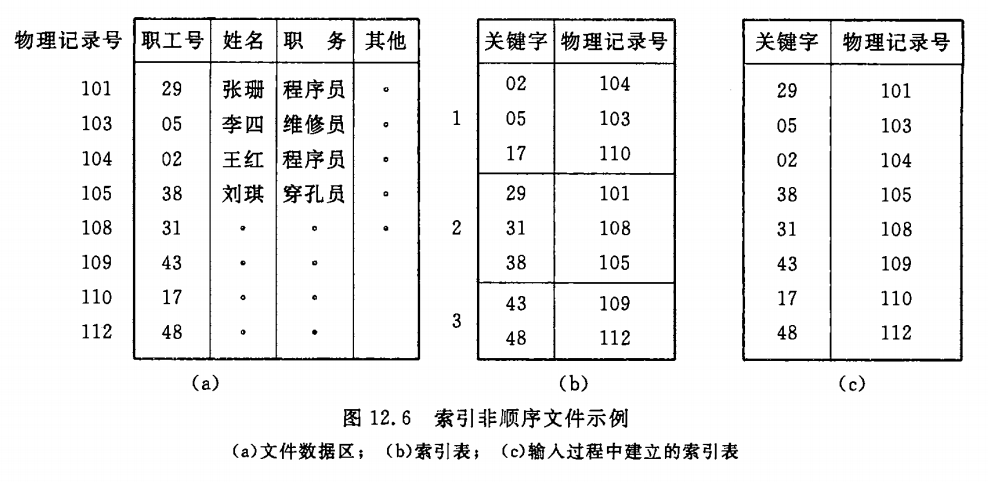 物理记录号 职工号 姓名 职 务 其他
101 29 张珊 程序员 。
103 05 李四 维修员 。
104 02 王红 程序员 。
105 38 刘琪 穿孔员 。
108 31 。 。 。
109 43 。 。
110 17 。 。
112 48 。 •
(a)
关键字 物理记录号
02 104
1 05 103
17 110
29 101
2 31 108
38 105
43 109
3
48 112
(b)
关键字 物理记录号
29 101
05 103
02 104
38 105
31 108
43 109
17 110
48 112
(c)
图 12.6 索引非顺序文件示例
(a)文件数据区； (b)索引表； (c)输入过程中建立的索引表